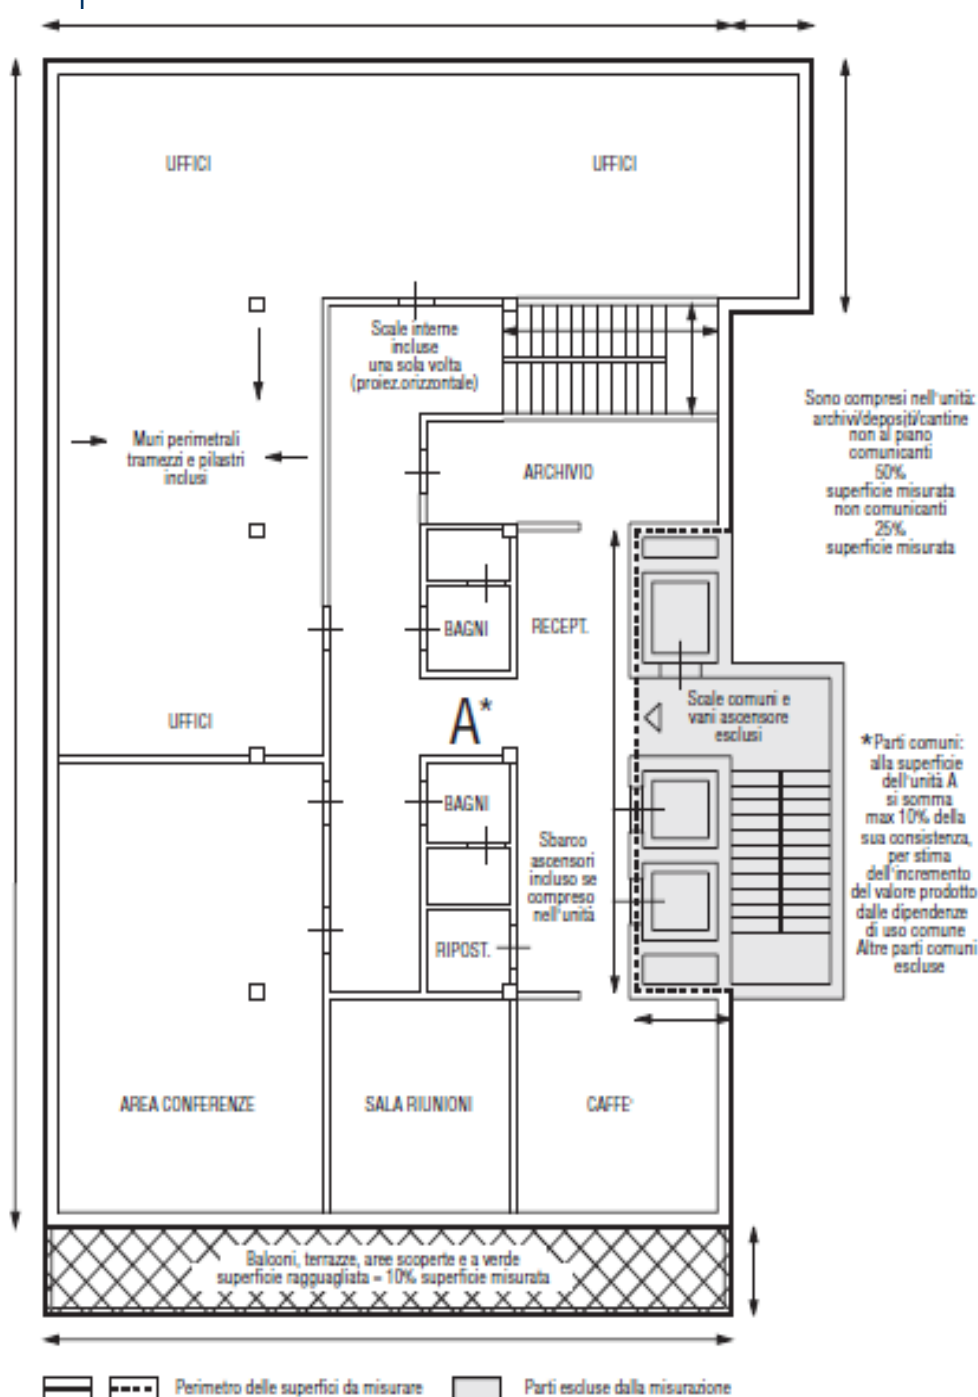 UFFICI
UFFICI
Scale interne
incluse
una sola volta
(proiez.orizzontale)
Sono compresi nell'unità:
archivi/depositi/cantine
non al piano
comunicanti
50%
superficie misurata
non comunicanti
25%
superficie misurata
Muri perimetrali
tramezzi e pilastri
inclusi
ARCHIVIO
BAGNI
RECEPT.
UFFICI
A*
Scale comuni e
vani ascensore
esclusi
*Parti comuni:
alla superficie
dell'unità A
si somma
max 10% della
sua consistenza,
per stima
dell'incremento
del valore prodotto
dalle dipendenze
di uso comune
Altre parti comuni
escluse
BAGNI
Sbarco
ascensori
incluso se
compreso
nell'unità
RIPOST.
AREA CONFERENZE
SALA RIUNIONI
CAFFE'
Balconi, terrazze, aree scoperte e a verde
superficie ragguagliata = 10% superficie misurata
Perimetro delle superfici da misurare
Parti escluse dalla misurazione